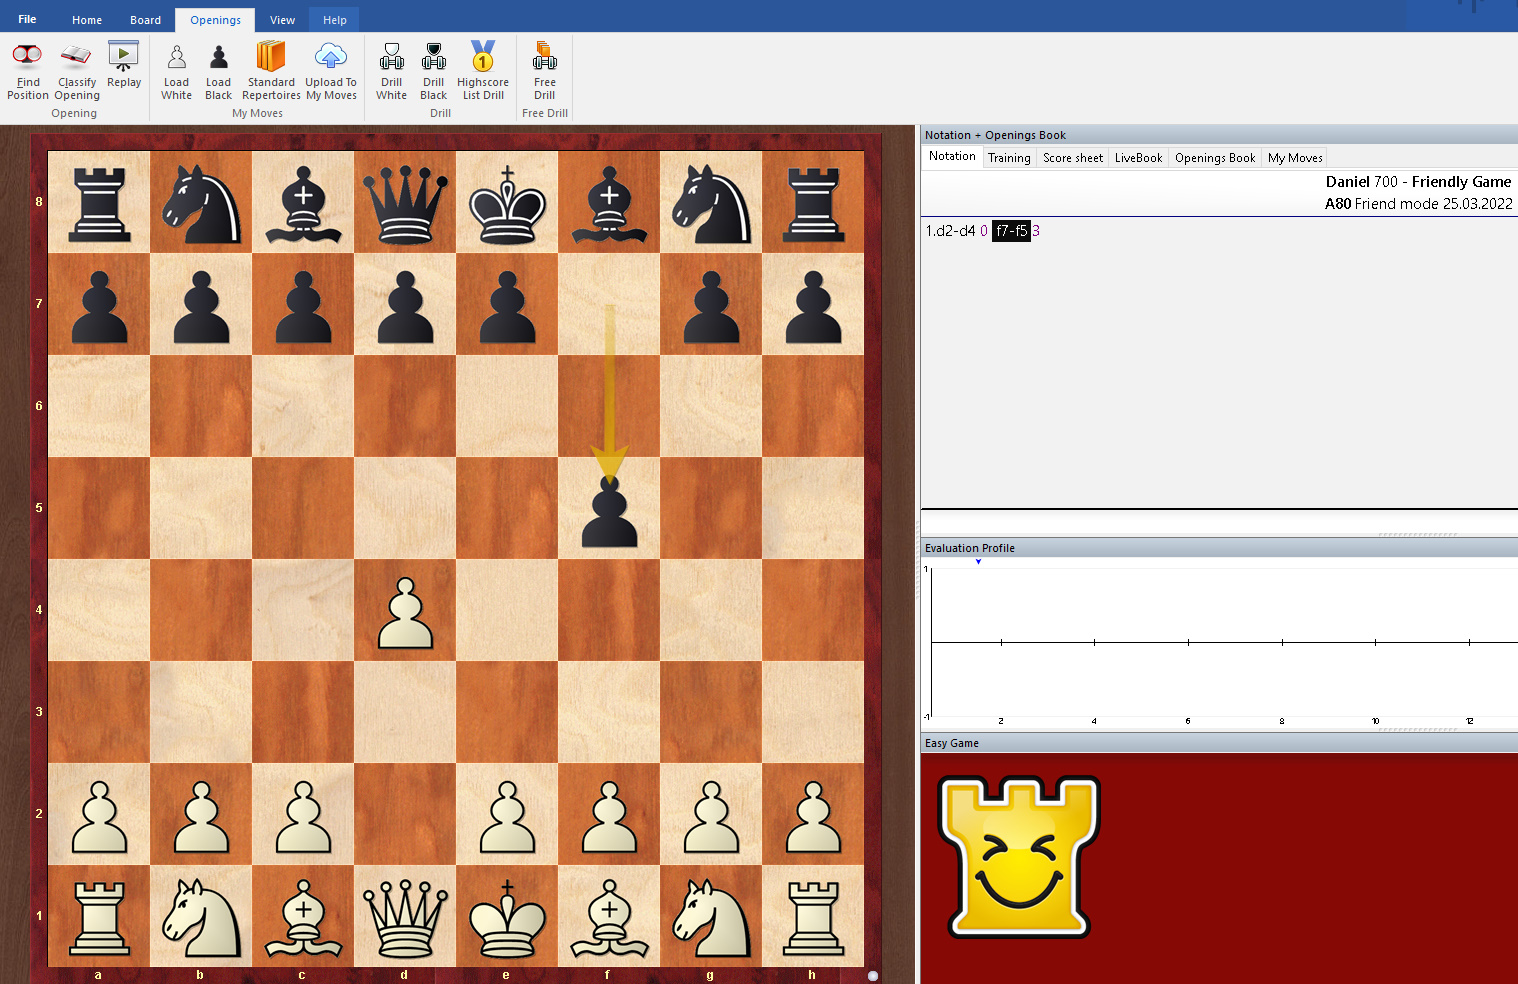 File Home Board Openings View Help
Find Position Classify Opening Replay Load White Load Black Standard Repertoires Upload To My Moves Drill White Drill Black Highscore List Drill Free Drill
Opening My Moves Drill Free Drill
Notation + Openings Book
Notation Training Score sheet LiveBook Openings Book My Moves
Daniel 700 - Friendly Game
A80 Friend mode 25.03.2022
1.d2-d4 0 f7-f5 3
8
7
6
5
4
3
2
1
a b c d e f g h
Evaluation Profile
1
-1
2 4 6 8 10 12
Easy Game